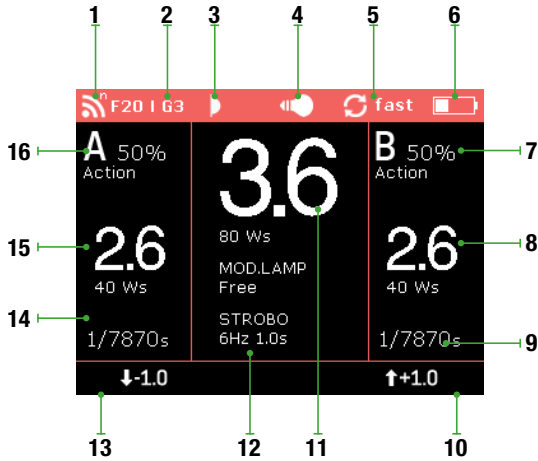 1 2 3 4 5 6
n F20 I G3 fast
16 A 50% B 50% 7
Action 3.6 Action
15 2.6 80 Ws 2.6 8
40 Ws MOD.LAMP 40 Ws
Free
14 STROBO
1/7870s 6Hz 1.0s 1/7870s 9
-1.0 +1.0
13 12 11 10